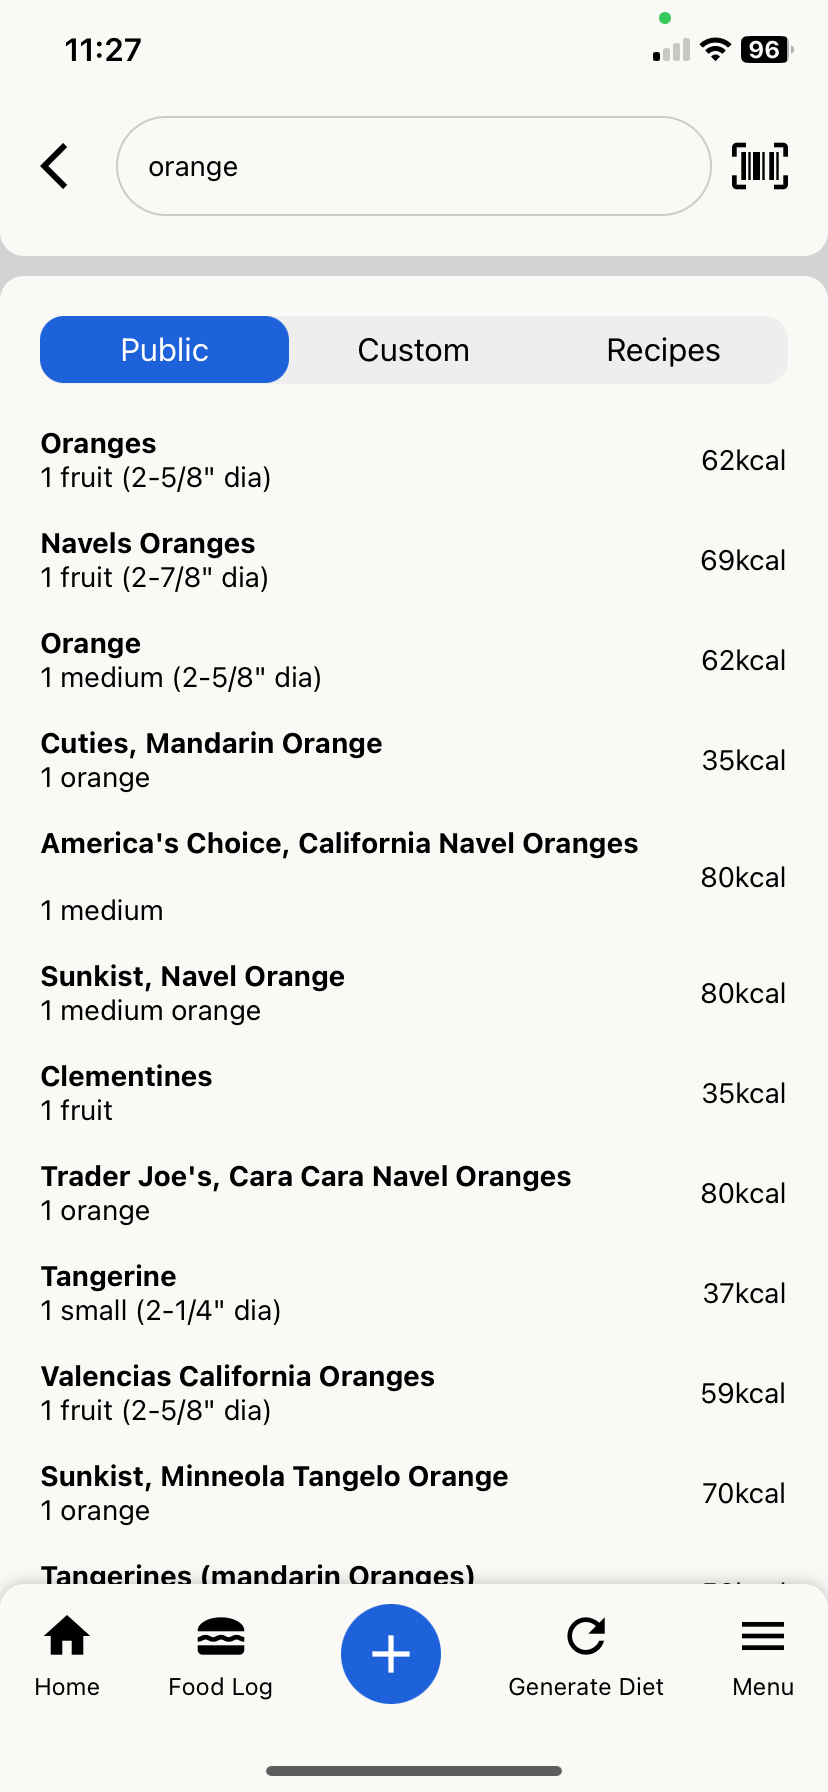 11:27
96
orange
Public Custom Recipes
Oranges
1 fruit (2-5/8" dia)
62kcal
Navels Oranges
1 fruit (2-7/8" dia)
69kcal
Orange
1 medium (2-5/8" dia)
62kcal
Cuties, Mandarin Orange
1 orange
35kcal
America's Choice, California Navel Oranges
1 medium
80kcal
Sunkist, Navel Orange
1 medium orange
80kcal
Clementines
1 fruit
35kcal
Trader Joe's, Cara Cara Navel Oranges
1 orange
80kcal
Tangerine
1 small (2-1/4" dia)
37kcal
Valencias California Oranges
1 fruit (2-5/8" dia)
59kcal
Sunkist, Minneola Tangelo Orange
1 orange
70kcal
Tangerines (mandarin Oranges)
Home Food Log Generate Diet Menu